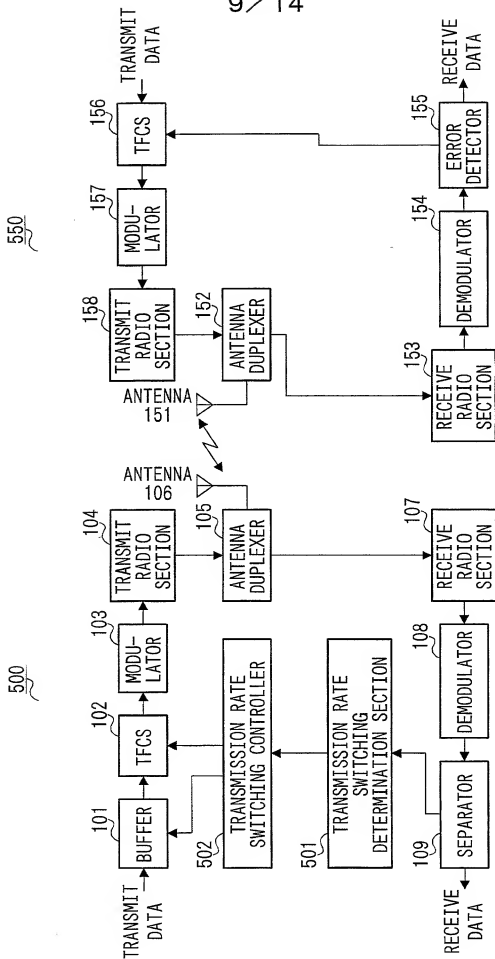 9/14
500
550
TRANSMIT
DATA
101
BUFFER
102
TFCS
103
MODU-
LATOR
104
TRANSMIT
RADIO
SECTION
105
ANTENNA
DUPLEXER
ANTENNA
106
502
TRANSMISSION RATE
SWITCHING CONTROLLER
501
TRANSMISSION RATE
SWITCHING
DETERMINATION SECTION
RECEIVE
DATA
109
SEPARATOR
108
DEMODULATOR
107
RECEIVE
RADIO
SECTION
ANTENNA
151
152
ANTENNA
DUPLEXER
158
TRANSMIT
RADIO
SECTION
157
MODU-
LATOR
156
TFCS
TRANSMIT
DATA
153
RECEIVE
RADIO
SECTION
154
DEMODULATOR
155
ERROR
DETECTOR
RECEIVE
DATA